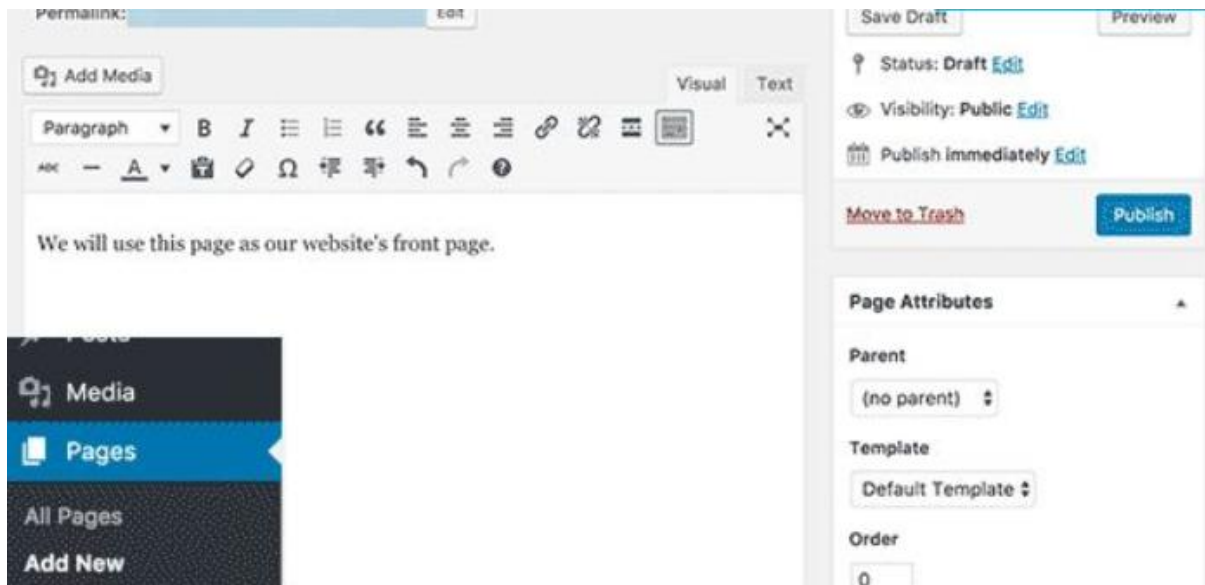 Permalink: Edit
Add Media
Visual Text
Paragraph B I
ABC A
We will use this page as our website's front page.
Posts
Media
Pages
All Pages
Add New
Save Draft Preview
Status: Draft Edit
Visibility: Public Edit
Publish immediately Edit
Move to Trash Publish
Page Attributes
Parent
(no parent)
Template
Default Template
Order
0